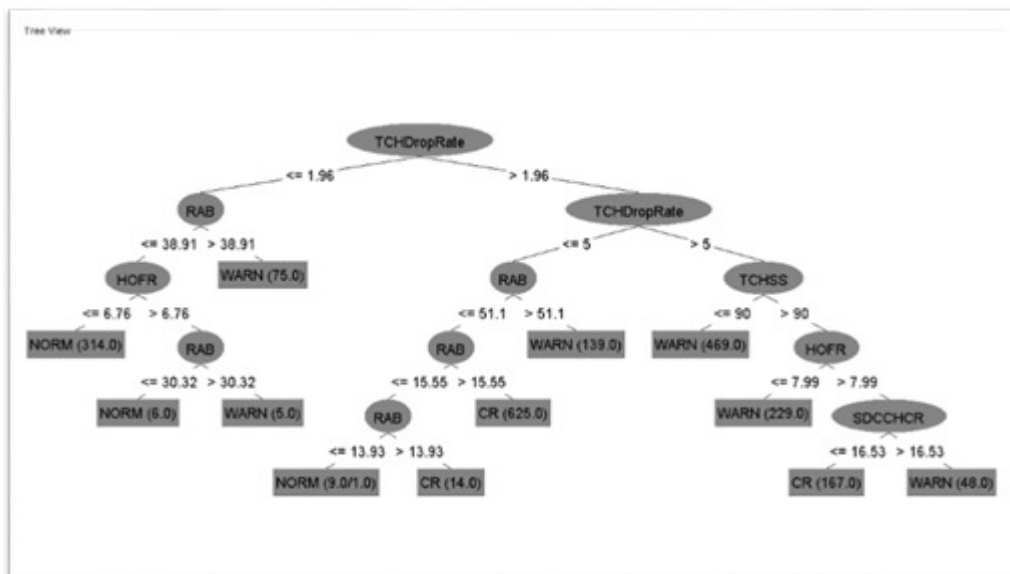 Tree View
TCHDropRate
<= 1.96 > 1.96
RAB TCHDropRate
<= 38.91 > 38.91 <= 5 > 5
HOFR WARN (75.0) RAB TCHSS
<= 6.76 > 6.76 <= 51.1 > 51.1 <= 90 > 90
NORM (314.0) RAB RAB WARN (139.0) WARN (469.0) HOFR
<= 30.32 > 30.32 <= 15.55 > 15.55 <= 7.99 > 7.99
NORM (6.0) WARN (5.0) RAB CR (625.0) WARN (229.0) SDCCHCR
<= 13.93 > 13.93 <= 16.53 > 16.53
NORM (9.0/1.0) CR (14.0) CR (167.0) WARN (48.0)